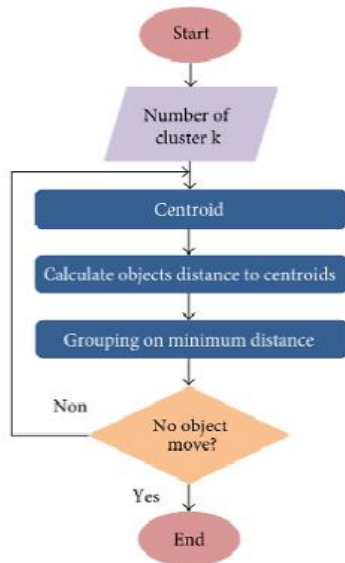 Start
Number of
cluster k
Centroid
Calculate objects distance to centroids
Grouping on minimum distance
Non
No object
move?
Yes
End